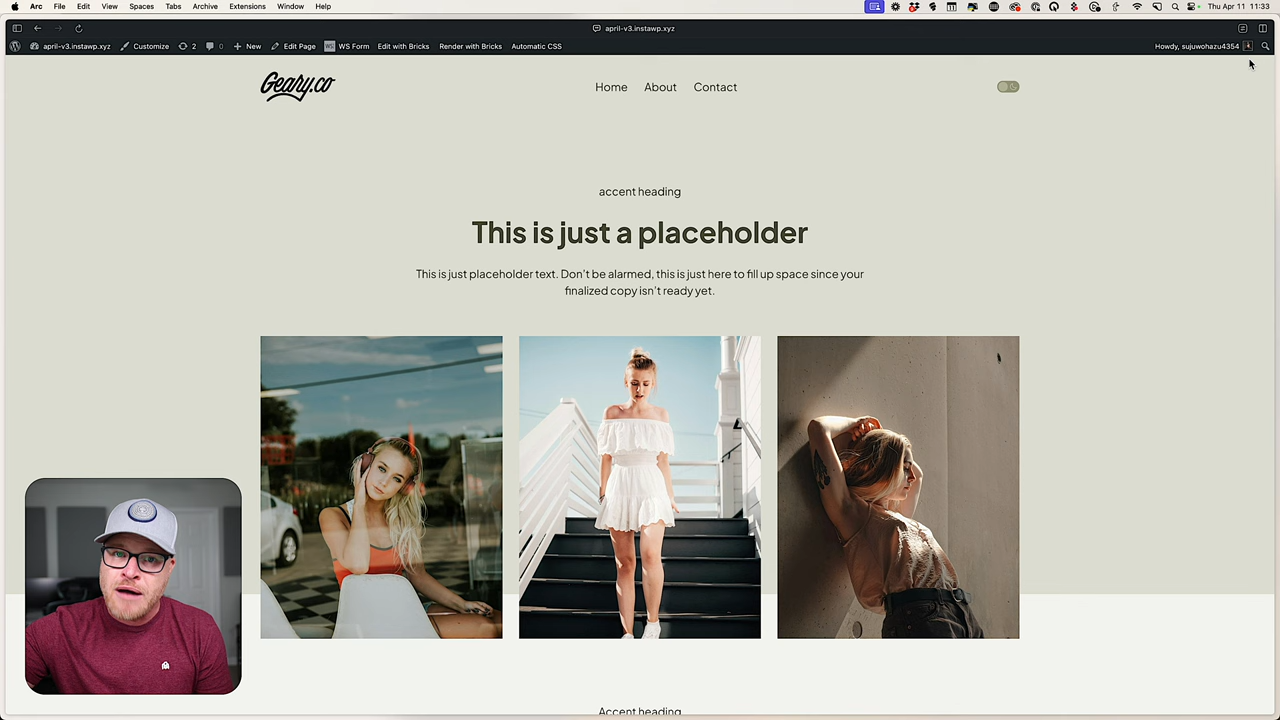 Arc File Edit View Spaces Tabs Archive Extensions Window Help Thu Apr 11 11:33
april-v3.instawp.xyz
april-v3.instawp.xyz Customize 2 0 New Edit Page WS WS Form Edit with Bricks Render with Bricks Automatic CSS Howdy, sujuwohazu4354
Geary.co Home About Contact
accent heading
This is just a placeholder
This is just placeholder text. Don't be alarmed, this is just here to fill up space since your
finalized copy isn't ready yet.
Accent heading